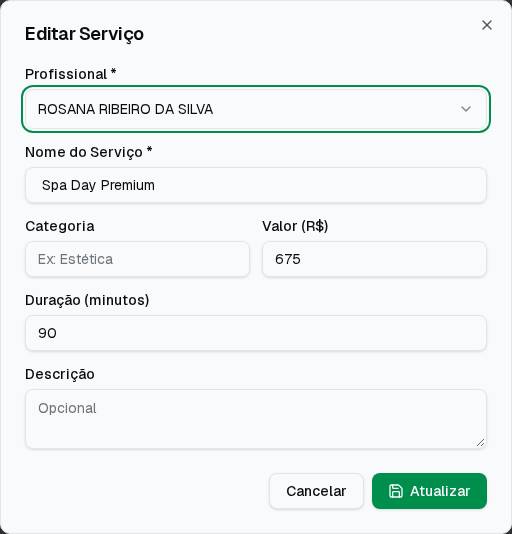 Editar Serviço
Profissional *
ROSANA RIBEIRO DA SILVA
Nome do Serviço *
Spa Day Premium
Categoria Valor (R$)
Ex: Estética 675
Duração (minutos)
90
Descrição
Opcional
Cancelar Atualizar